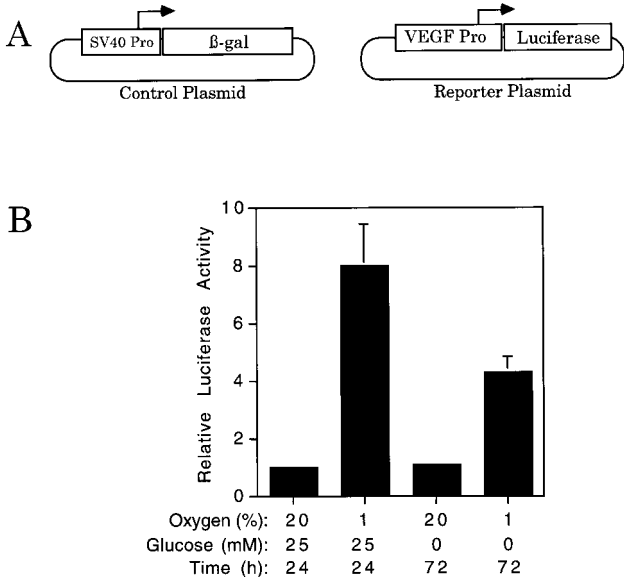 A
SV40 Pro
ß-gal
Control Plasmid
VEGF Pro
Luciferase
Reporter Plasmid
B
Relative Luciferase Activity
10
8
6
4
2
0
Oxygen (%): 20 1 20 1
Glucose (mM): 25 25 0 0
Time (h): 24 24 72 72